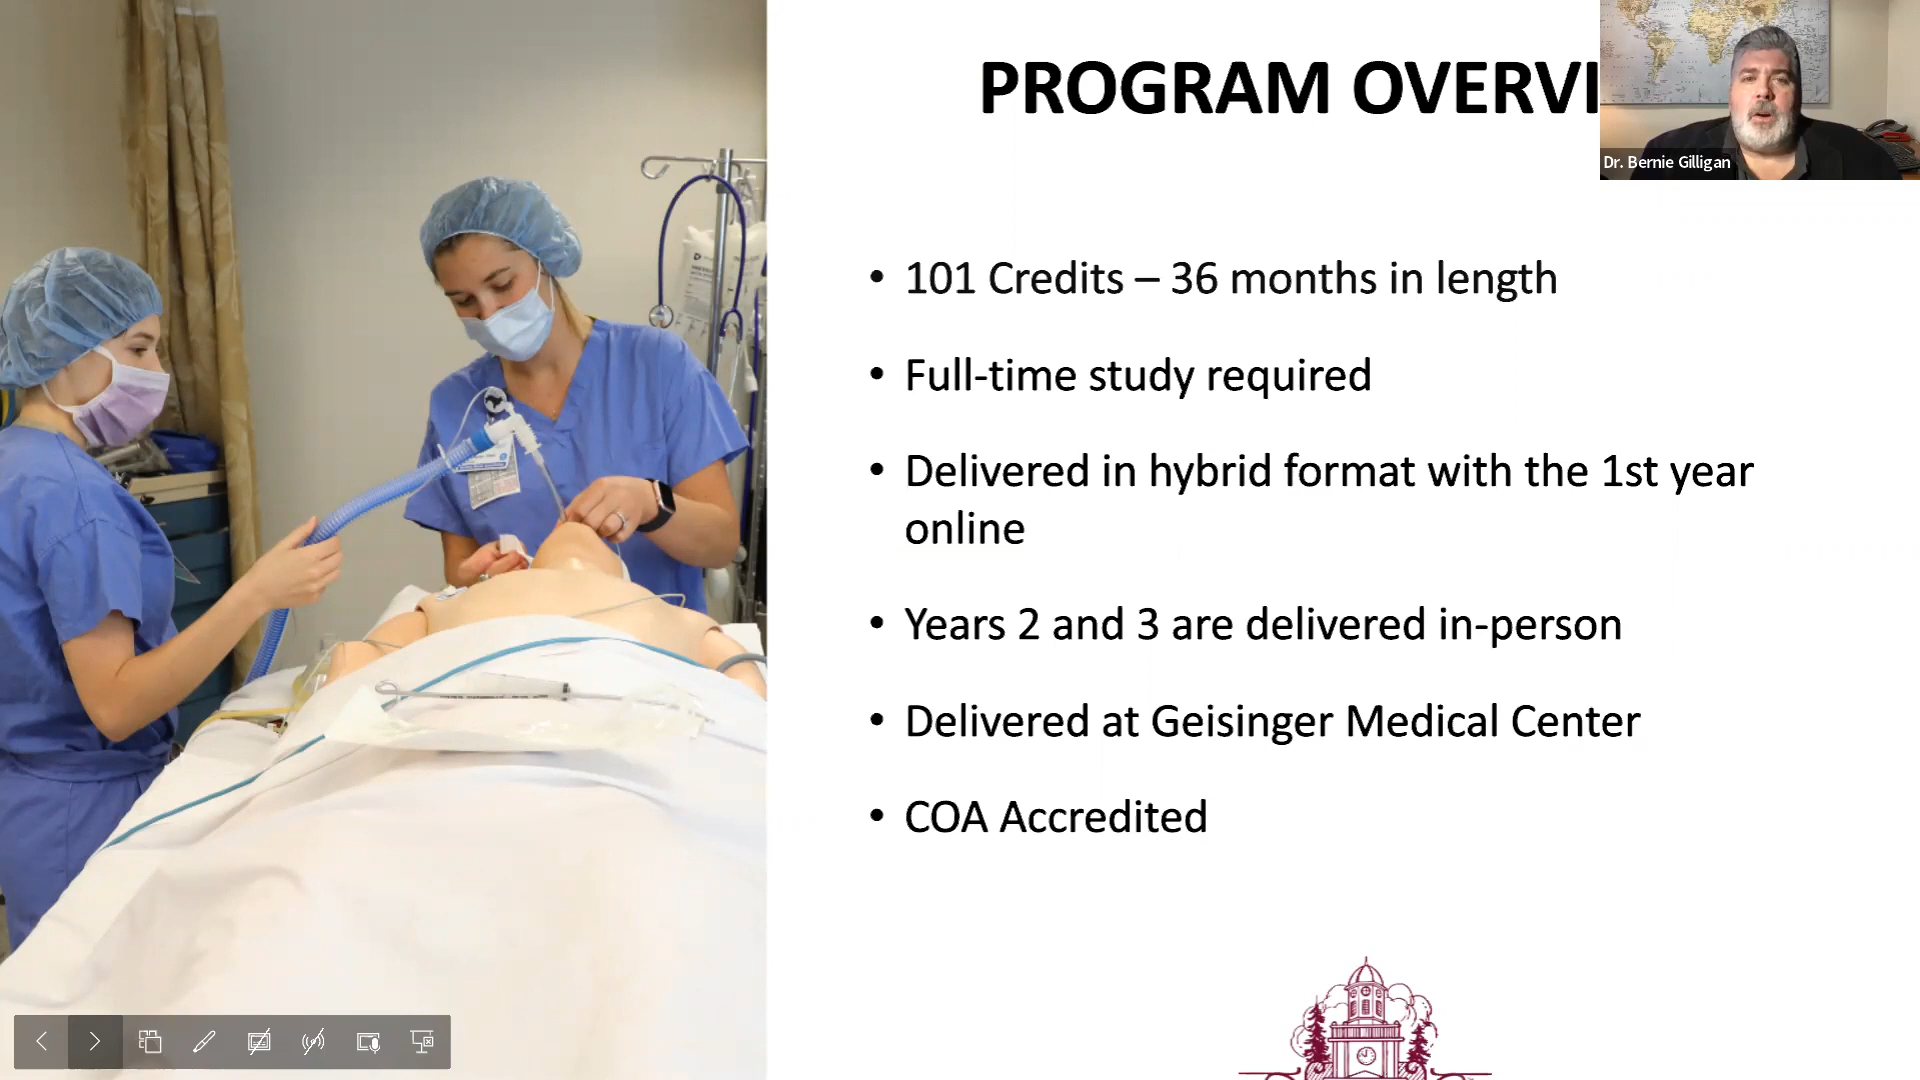 PROGRAM OVERVI
Dr. Bernie Gilligan
• 101 Credits – 36 months in length
• Full-time study required
• Delivered in hybrid format with the 1st year
online
• Years 2 and 3 are delivered in-person
• Delivered at Geisinger Medical Center
• COA Accredited